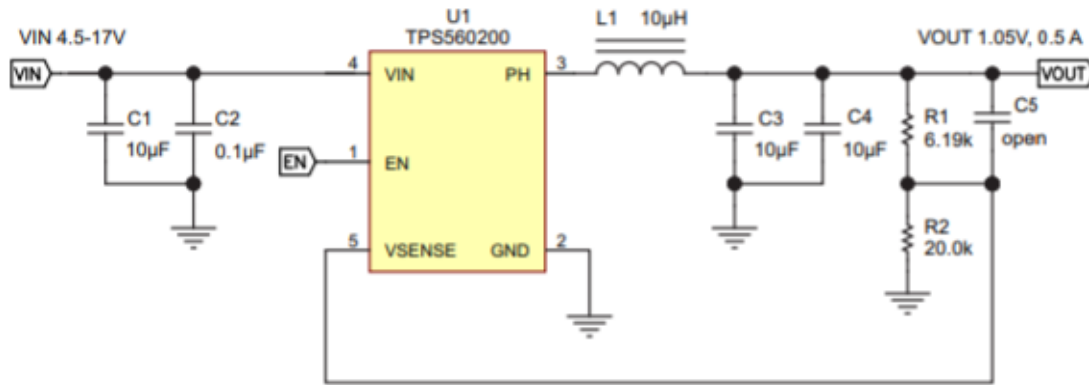 U1
TPS560200
L1 10µH
VIN 4.5-17V
VOUT 1.05V, 0.5 A
VIN
4
VIN
PH
3
VOUT
C1
10µF
C2
0.1µF
C3
10µF
C4
10µF
R1
6.19k
C5
open
EN
1
EN
5
VSENSE
GND
2
R2
20.0k